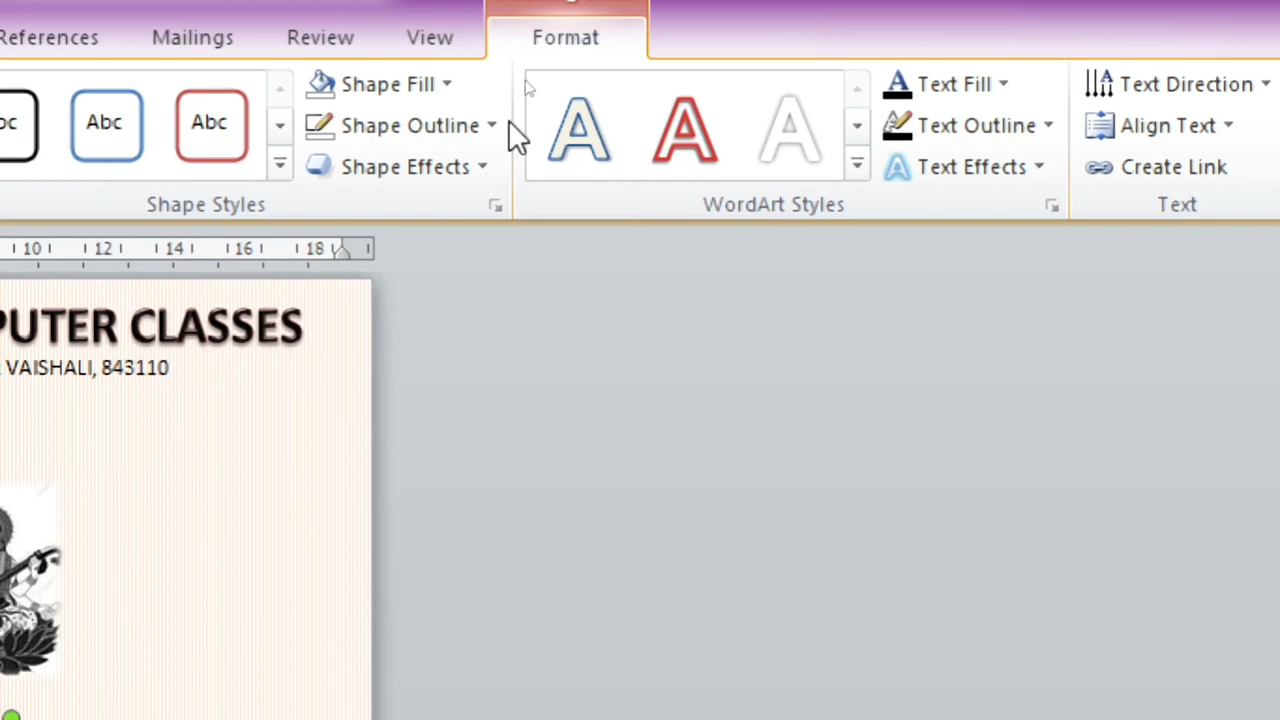 References Mailings Review View Format
Abc Abc Shape Fill Text Fill Text Direction
Shape Outline Text Outline Align Text
Shape Effects Text Effects Create Link
Shape Styles WordArt Styles Text
10 12 14 16 18
CLASSES
VAISHALI, 843110